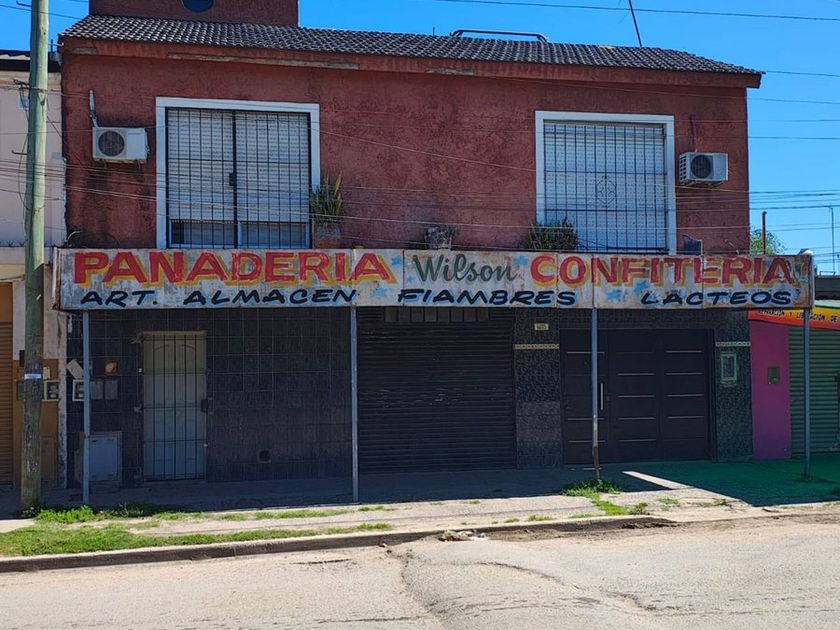 PANADERIA Wilson CONFITERIA
ART. ALMACEN FIAMBRES LACTEOS